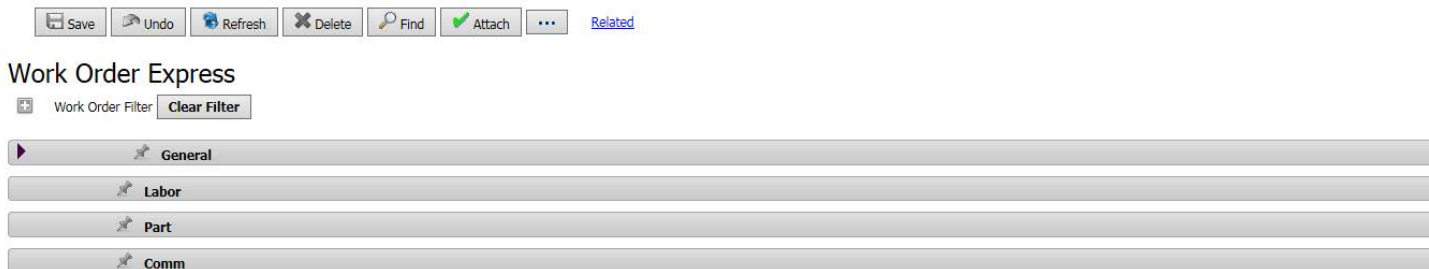 Save Undo Refresh Delete Find Attach ... Related
Work Order Express
Work Order Filter Clear Filter
General
Labor
Part
Comm